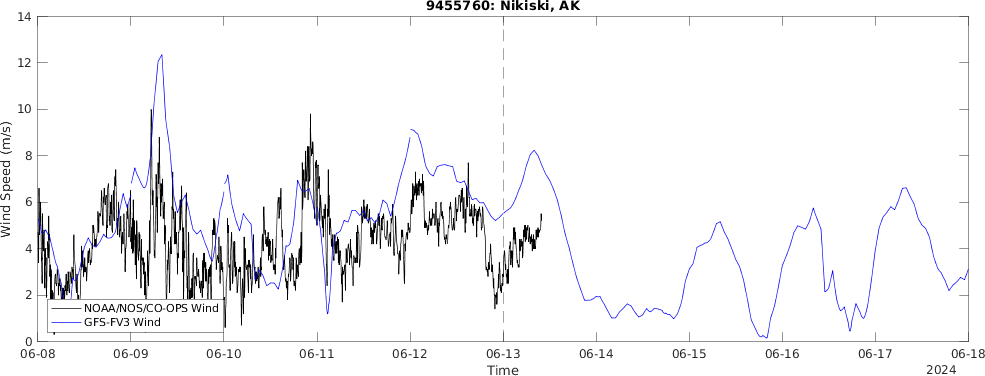 9455760: Nikiski, AK
14
12
10
8
6
4
2
0
Wind Speed (m/s)
NOAA/NOS/CO-OPS Wind
GFS-FV3 Wind
06-08 06-09 06-10 06-11 06-12 06-13 06-14 06-15 06-16 06-17 06-18
Time
2024